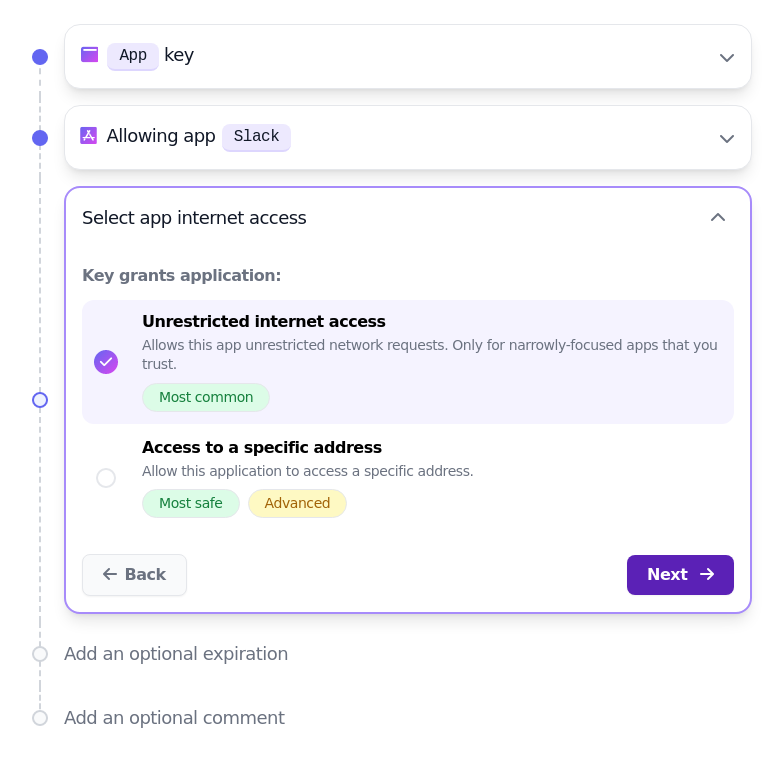 App key
Allowing app Slack
Select app internet access
Key grants application:
Unrestricted internet access
Allows this app unrestricted network requests. Only for narrowly-focused apps that you
trust.
Most common
Access to a specific address
Allow this application to access a specific address.
Most safe Advanced
Back Next
Add an optional expiration
Add an optional comment